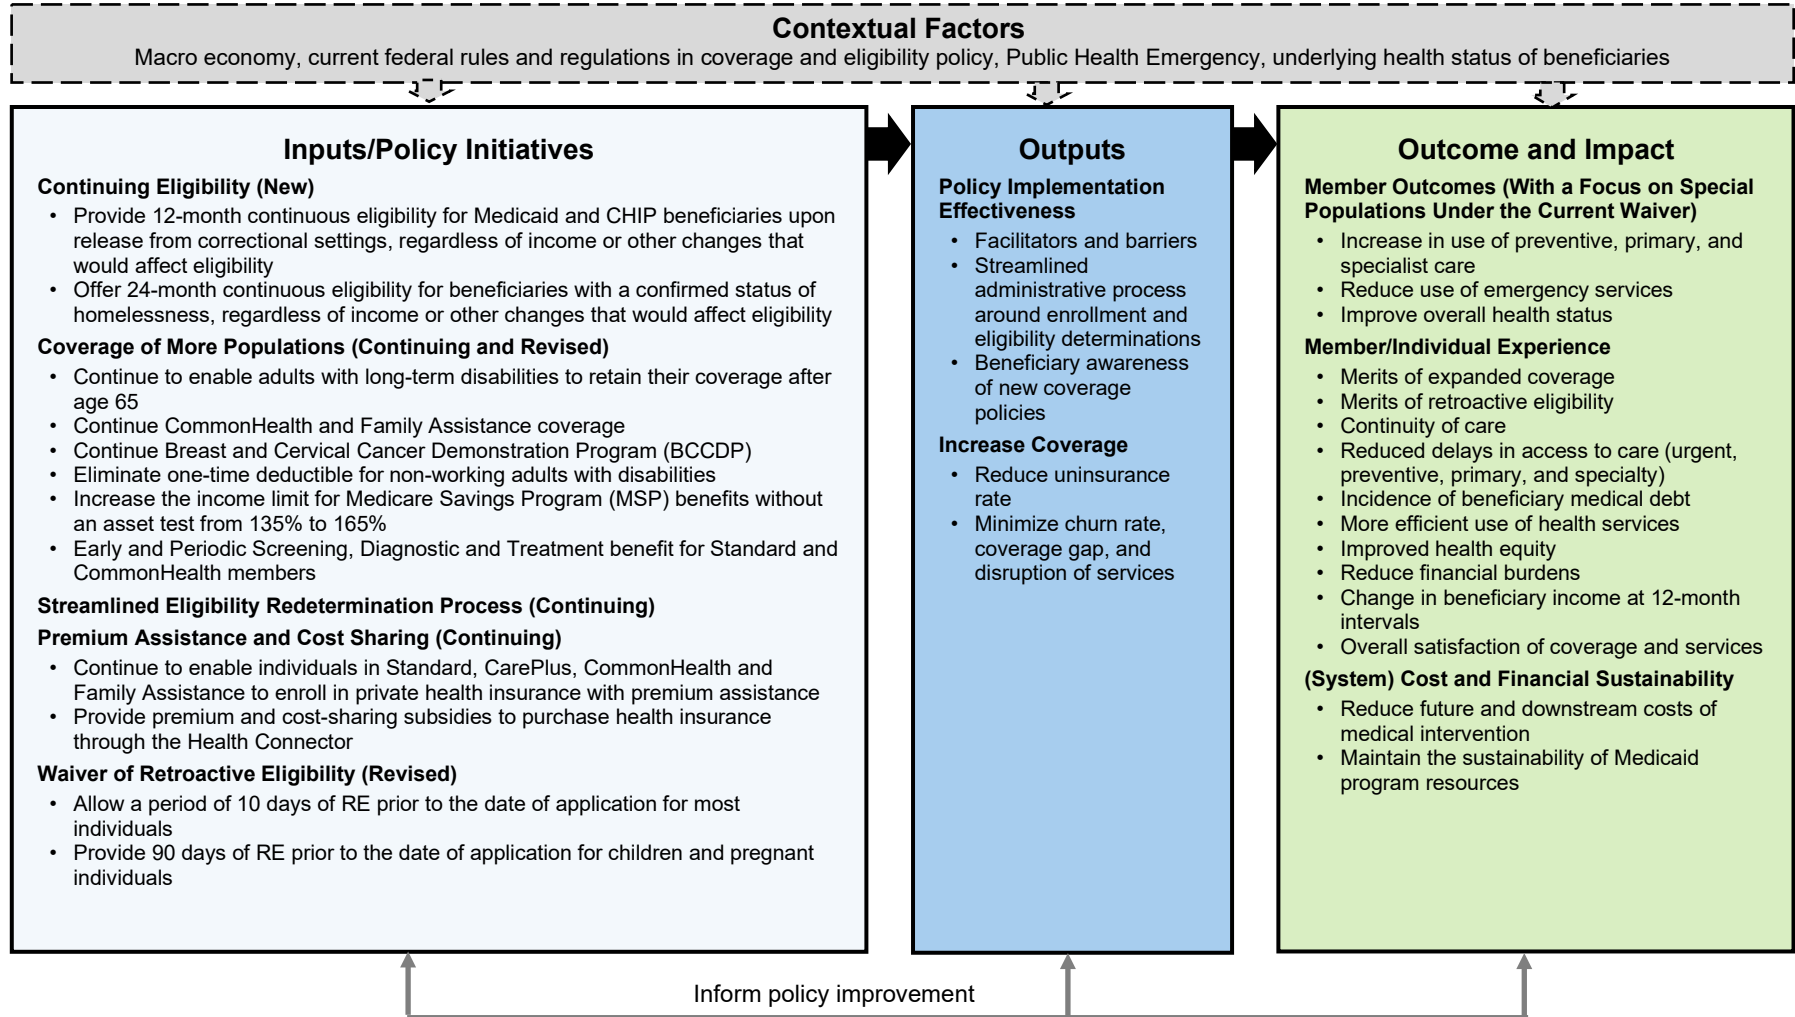 Contextual Factors
Macro economy, current federal rules and regulations in coverage and eligibility policy, Public Health Emergency, underlying health status of beneficiaries
Inputs/Policy Initiatives
Continuing Eligibility (New)
• Provide 12-month continuous eligibility for Medicaid and CHIP beneficiaries upon
release from correctional settings, regardless of income or other changes that
would affect eligibility
• Offer 24-month continuous eligibility for beneficiaries with a confirmed status of
homelessness, regardless of income or other changes that would affect eligibility
Coverage of More Populations (Continuing and Revised)
• Continue to enable adults with long-term disabilities to retain their coverage after
age 65
• Continue CommonHealth and Family Assistance coverage
• Continue Breast and Cervical Cancer Demonstration Program (BCCDP)
• Eliminate one-time deductible for non-working adults with disabilities
• Increase the income limit for Medicare Savings Program (MSP) benefits without
an asset test from 135% to 165%
• Early and Periodic Screening, Diagnostic and Treatment benefit for Standard and
CommonHealth members
Streamlined Eligibility Redetermination Process (Continuing)
Premium Assistance and Cost Sharing (Continuing)
• Continue to enable individuals in Standard, CarePlus, CommonHealth and
Family Assistance to enroll in private health insurance with premium assistance
• Provide premium and cost-sharing subsidies to purchase health insurance
through the Health Connector
Waiver of Retroactive Eligibility (Revised)
• Allow a period of 10 days of RE prior to the date of application for most
individuals
• Provide 90 days of RE prior to the date of application for children and pregnant
individuals
Outputs
Policy Implementation
Effectiveness
• Facilitators and barriers
• Streamlined
administrative process
around enrollment and
eligibility determinations
• Beneficiary awareness
of new coverage
policies
Increase Coverage
• Reduce uninsurance
rate
• Minimize churn rate,
coverage gap, and
disruption of services
Outcome and Impact
Member Outcomes (With a Focus on Special
Populations Under the Current Waiver)
• Increase in use of preventive, primary, and
specialist care
• Reduce use of emergency services
• Improve overall health status
Member/Individual Experience
• Merits of expanded coverage
• Merits of retroactive eligibility
• Continuity of care
• Reduced delays in access to care (urgent,
preventive, primary, and specialty)
• Incidence of beneficiary medical debt
• More efficient use of health services
• Improved health equity
• Reduce financial burdens
• Change in beneficiary income at 12-month
intervals
• Overall satisfaction of coverage and services
(System) Cost and Financial Sustainability
• Reduce future and downstream costs of
medical intervention
• Maintain the sustainability of Medicaid
program resources
Inform policy improvement